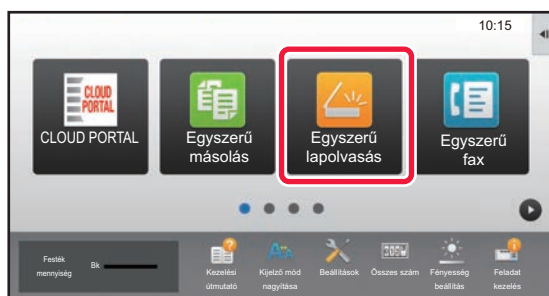 10:15
CLOUD
PORTAL
CLOUD PORTAL
Egyszerű
másolás
Egyszerű
lapolvasás
Egyszerű
fax
Festék
mennyiség
Bk
Kezelési
útmutató
Kijelző mód
nagyítása
Beállítások
Összes szám
Fényesség
beállítás
Feladat
kezelés